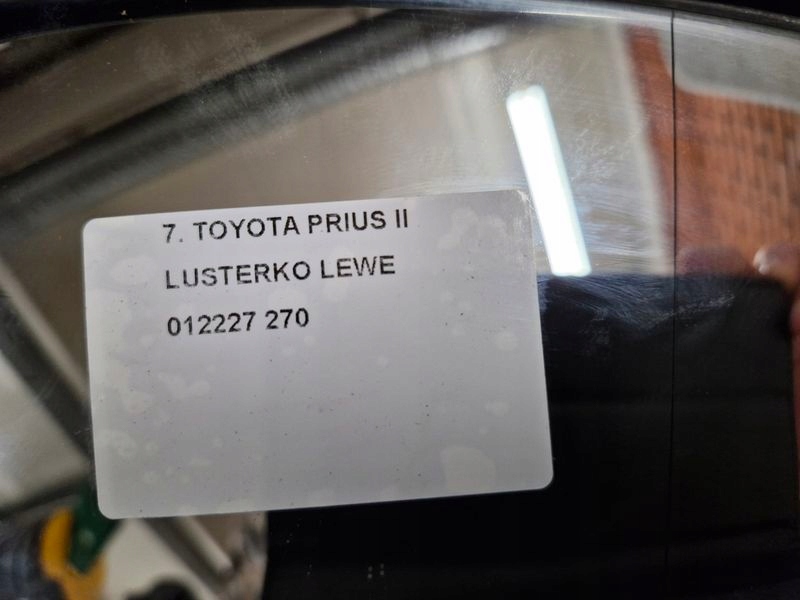 7. TOYOTA PRIUS II
LUSTERKO LEWE
012227 270